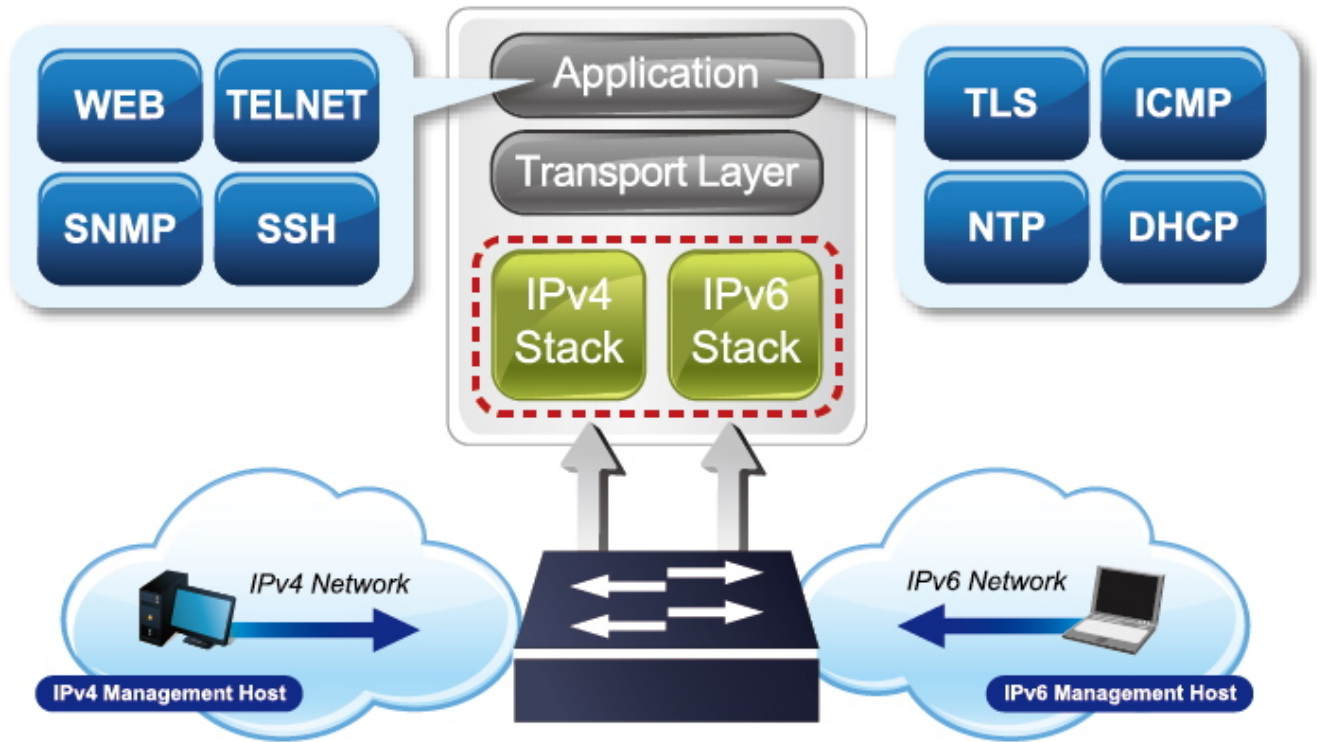 WEB
TELNET
SNMP
SSH
Application
Transport Layer
IPv4
Stack
IPv6
Stack
TLS
ICMP
NTP
DHCP
IPv4 Network
IPv4 Management Host
IPv6 Network
IPv6 Management Host